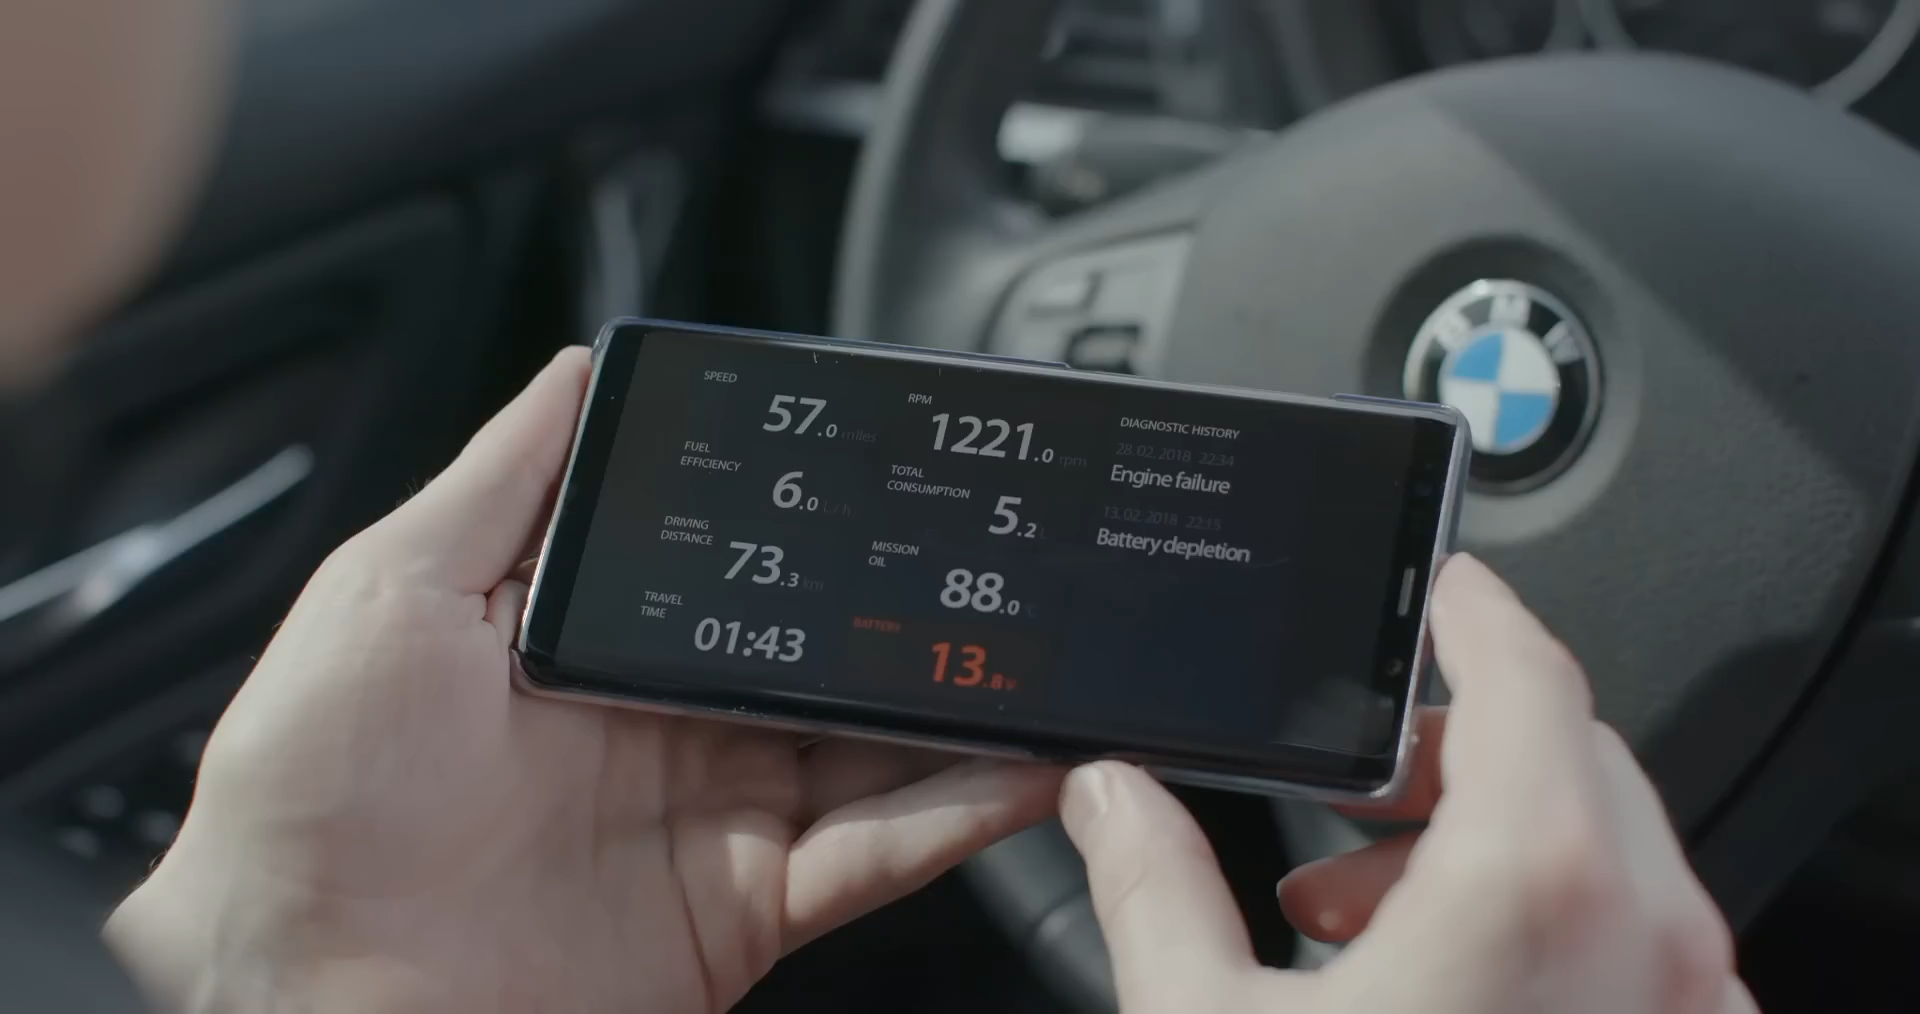 SPEED
57.0 miles
RPM
1221.0 rpm
DIAGNOSTIC HISTORY
28.02.2018 22:34
Engine failure
13.02.2018 22:15
Battery depletion
FUEL
EFFICIENCY
6.0 L/h
TOTAL
CONSUMPTION
5.2 L
DRIVING
DISTANCE
73.3 km
MISSION
OIL
88.0 °C
TRAVEL
TIME
01:43
BATTERY
13.8 V
BMW